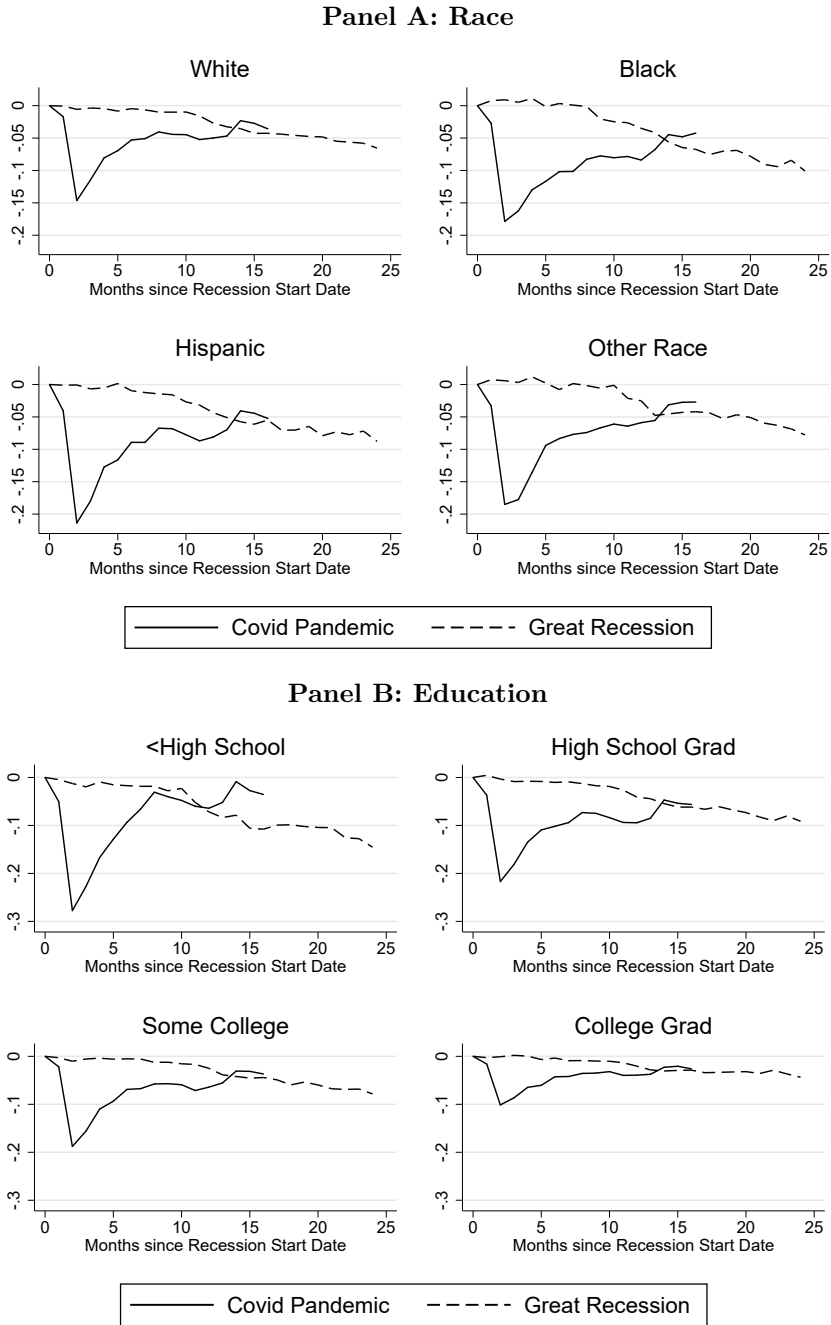 Panel A: Race
White
Black
0
-.05
-.1
-.15
-.2
0
-.05
-.1
-.15
-.2
0 5 10 15 20 25
0 5 10 15 20 25
Months since Recession Start Date
Months since Recession Start Date
Hispanic
Other Race
0
-.05
-.1
-.15
-.2
0
-.05
-.1
-.15
-.2
0 5 10 15 20 25
0 5 10 15 20 25
Months since Recession Start Date
Months since Recession Start Date
Covid Pandemic
Great Recession
Panel B: Education
<High School
High School Grad
0
-.1
-.2
-.3
0
-.1
-.2
-.3
0 5 10 15 20 25
0 5 10 15 20 25
Months since Recession Start Date
Months since Recession Start Date
Some College
College Grad
0
-.1
-.2
-.3
0
-.1
-.2
-.3
0 5 10 15 20 25
0 5 10 15 20 25
Months since Recession Start Date
Months since Recession Start Date
Covid Pandemic
Great Recession